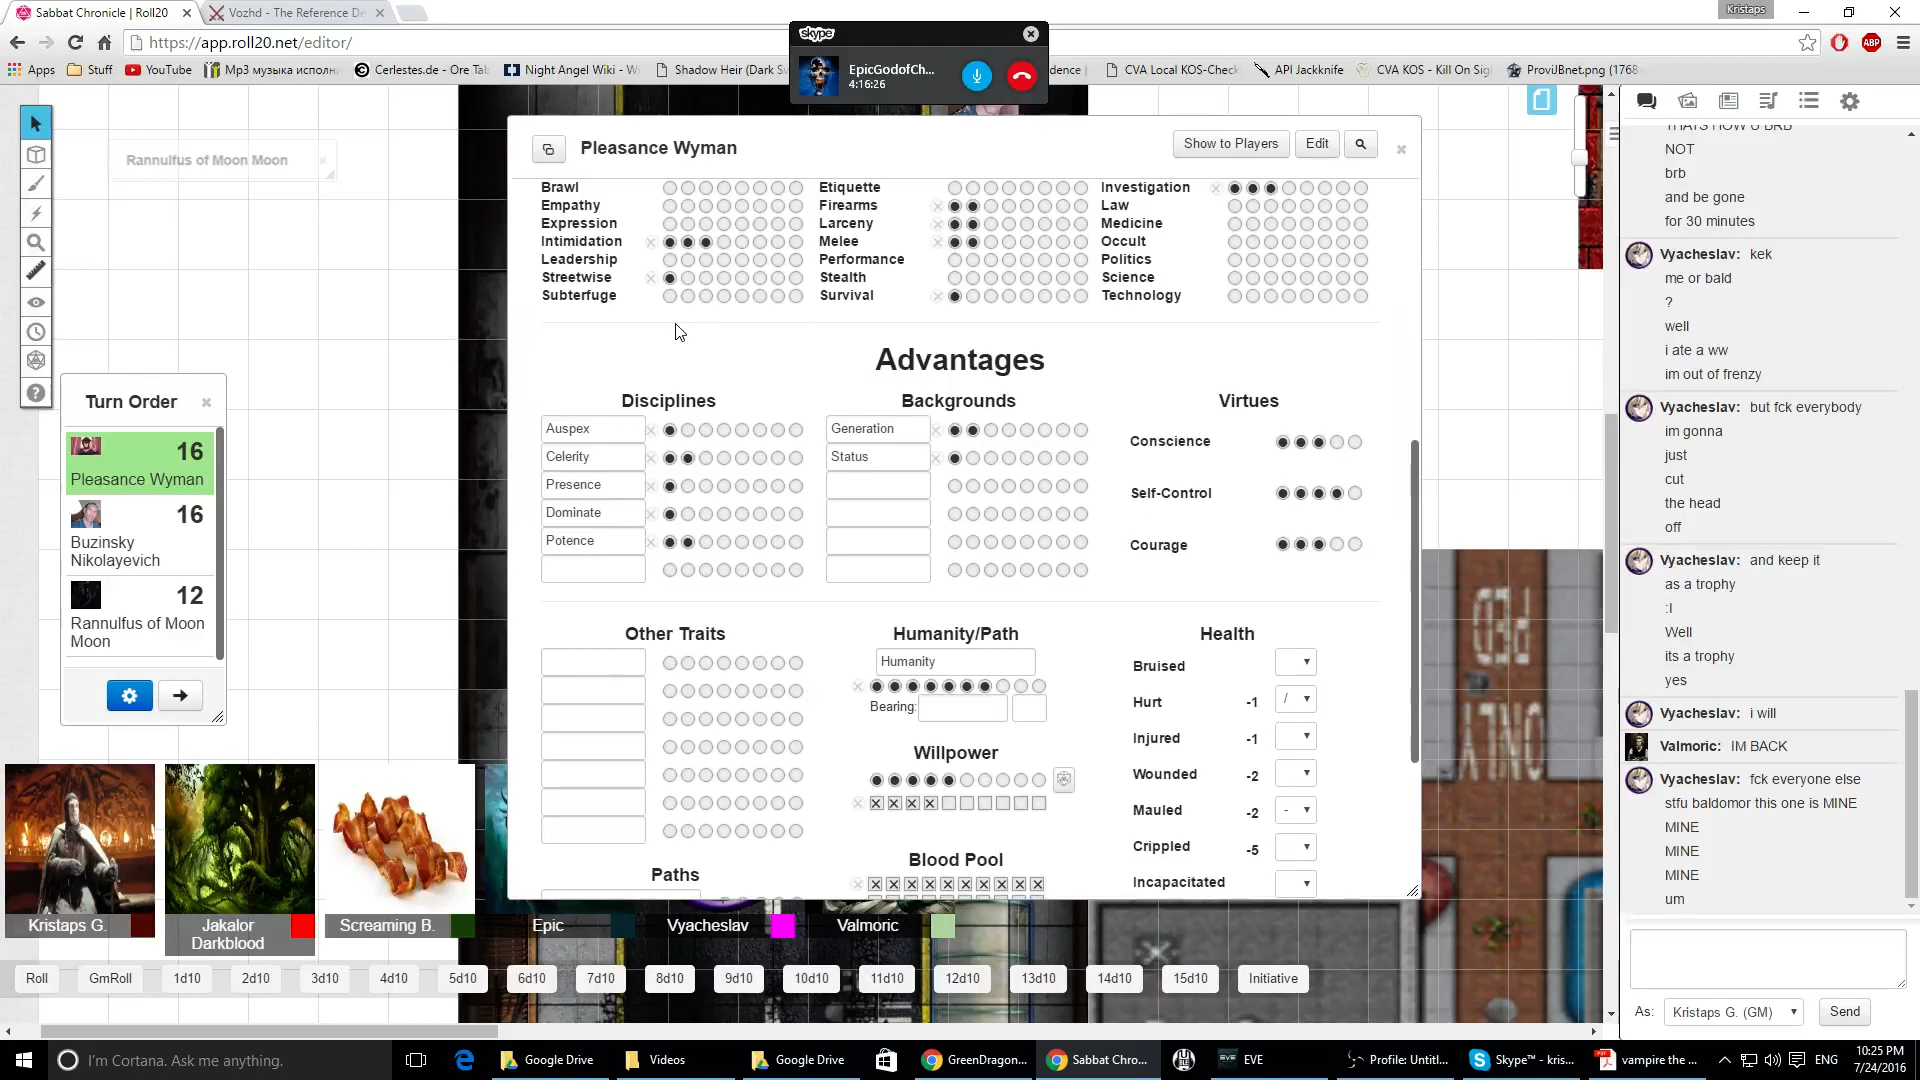 Sabbat Chronicle | Roll20
Vozhd - The Reference De
Kristaps
https://app.roll20.net/editor/
Apps
Stuff
YouTube
Mp3 музыка исполн
Cerlestes.de - Ore Tab
Night Angel Wiki - W
Shadow Heir (Dark Sw
dence |
CVA Local KOS-Check
API Jackknife
CVA KOS - Kill On Sigh
ProviJBnet.png (1768
skype
EpicGodofCh...
4:16:26
Rannulfus of Moon Moon
Pleasance Wyman
Show to Players
Edit
Brawl
Etiquette
Investigation
Empathy
Firearms
Law
Expression
Larceny
Medicine
Intimidation
Melee
Occult
Leadership
Performance
Politics
Streetwise
Stealth
Science
Subterfuge
Survival
Technology
Advantages
Disciplines
Backgrounds
Virtues
Auspex
Generation
Conscience
Celerity
Status
Presence
Self-Control
Dominate
Potence
Courage
Other Traits
Humanity/Path
Health
Humanity
Bruised
Bearing:
Hurt -1 /
Injured -1
Willpower
Wounded -2
Mauled -2 -
Crippled -5
Blood Pool
Paths
Incapacitated
Turn Order
16
Pleasance Wyman
16
Buzinsky
Nikolayevich
12
Rannulfus of Moon
Moon
Kristaps G.
Jakalor
Darkblood
Screaming B.
Epic
Vyacheslav
Valmoric
Roll
GmRoll
1d10
2d10
3d10
4d10
5d10
6d10
7d10
8d10
9d10
10d10
11d10
12d10
13d10
14d10
15d10
Initiative
THATS HOW U BRB
NOT
brb
and be gone
for 30 minutes
Vyacheslav: kek
me or bald
?
well
i ate a ww
im out of frenzy
Vyacheslav: but fck everybody
im gonna
just
cut
the head
off
Vyacheslav: and keep it
as a trophy
:I
Well
its a trophy
yes
Vyacheslav: i will
Valmoric: IM BACK
Vyacheslav: fck everyone else
stfu baldomor this one is MINE
MINE
MINE
MINE
um
As:
Kristaps G. (GM)
Send
I'm Cortana. Ask me anything.
Google Drive
Videos
Google Drive
GreenDragon...
Sabbat Chro...
EVE
Profile: Untitl...
Skype™ - kris...
vampire the ...
ENG
10:25 PM
7/24/2016